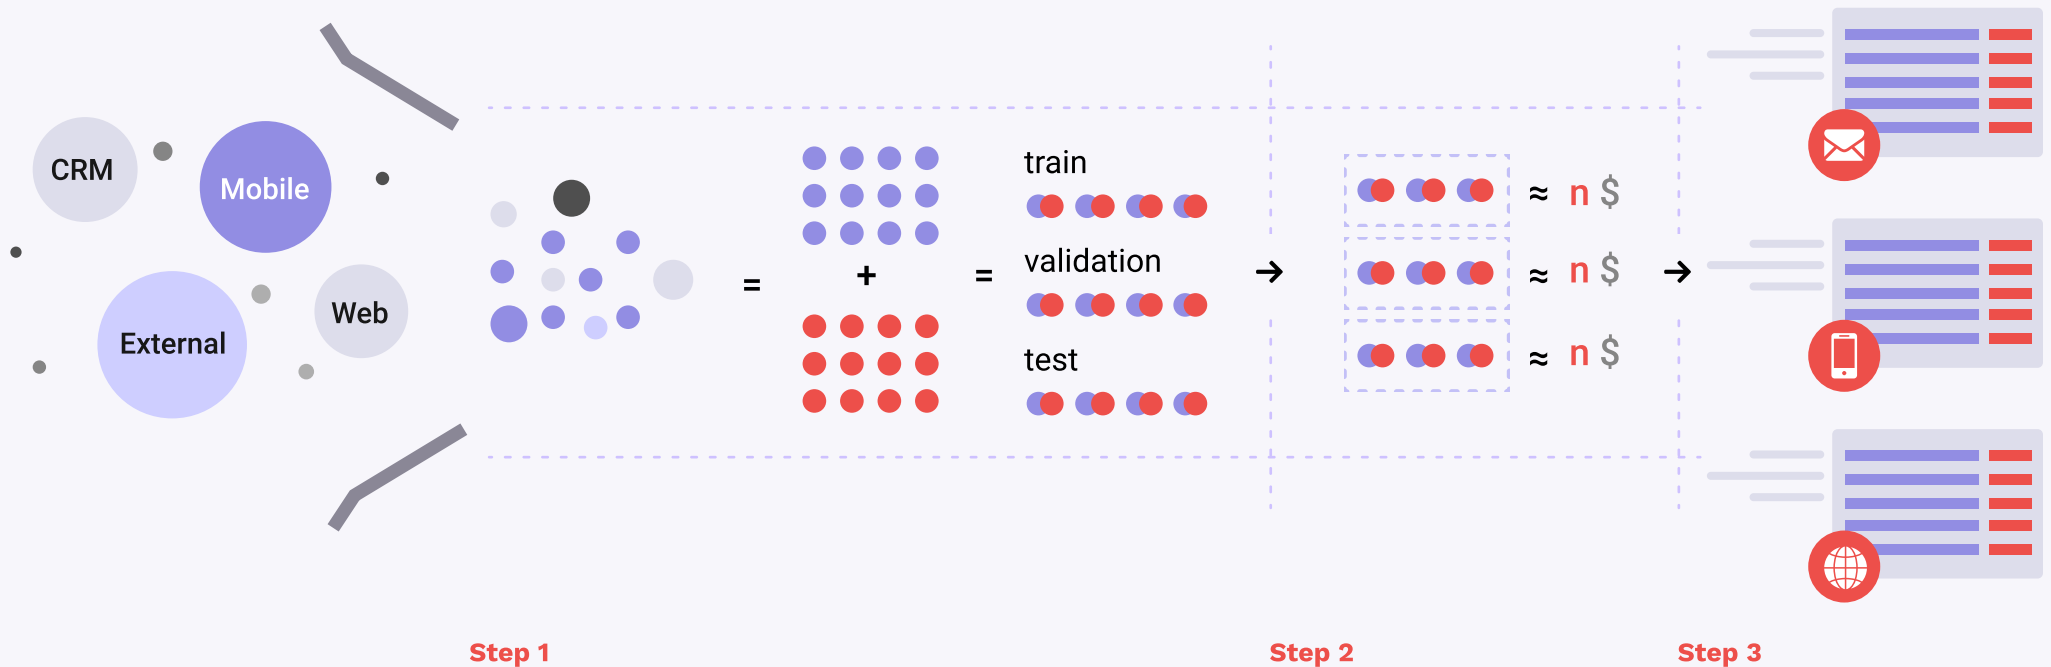 CRM
Mobile
External
Web
=
+
=
train
validation
test
→
≈ n $
≈ n $
≈ n $
→
Step 1
Step 2
Step 3